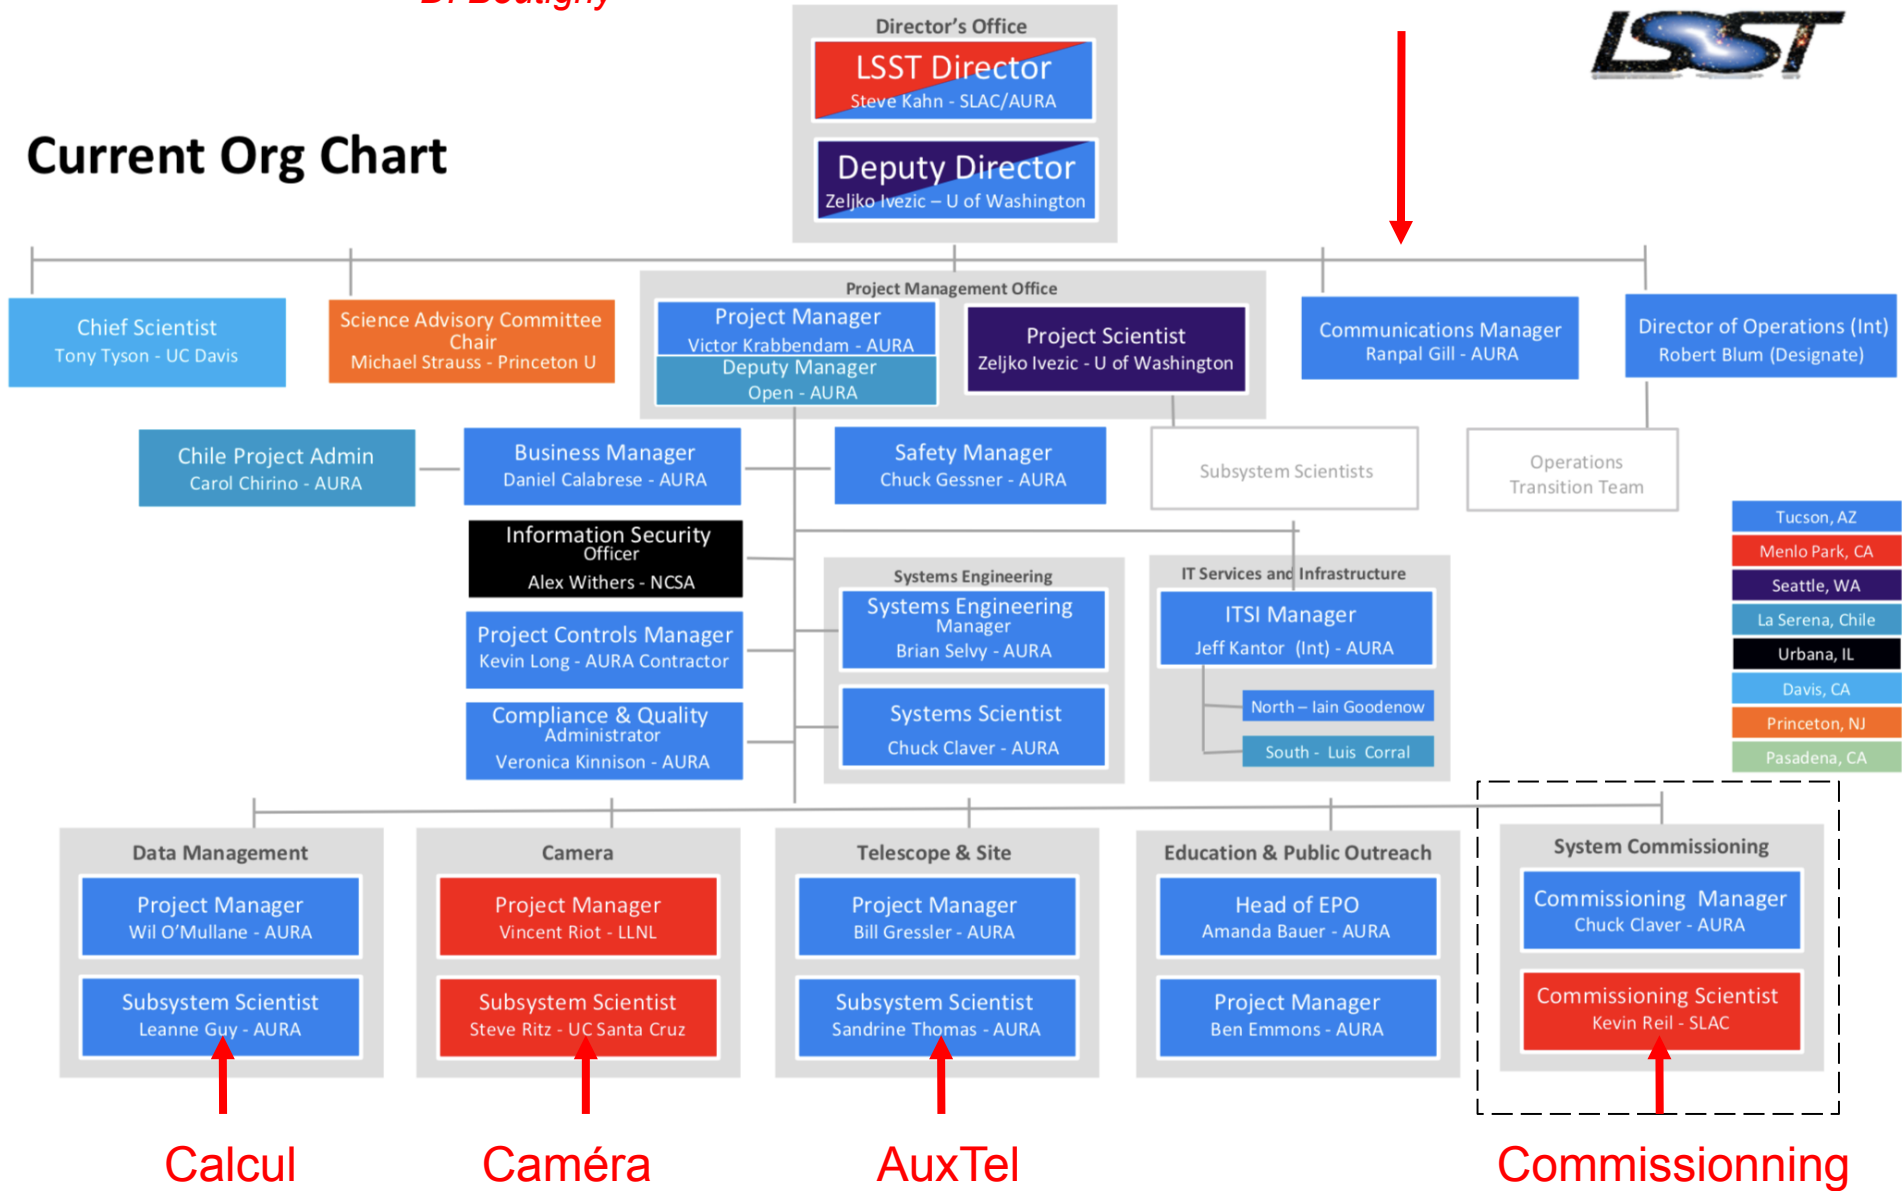 D. Boutigny
LSST
Current Org Chart
Director's Office
LSST Director
Steve Kahn - SLAC/AURA
Deputy Director
Zeljko Ivezic – U of Washington
Chief Scientist
Tony Tyson - UC Davis
Science Advisory Committee
Chair
Michael Strauss - Princeton U
Project Management Office
Project Manager
Victor Krabbendam - AURA
Deputy Manager
Open - AURA
Project Scientist
Zeljko Ivezic - U of Washington
Communications Manager
Ranpal Gill - AURA
Director of Operations (Int)
Robert Blum (Designate)
Chile Project Admin
Carol Chirino - AURA
Business Manager
Daniel Calabrese - AURA
Safety Manager
Chuck Gessner - AURA
Subsystem Scientists
Operations
Transition Team
Information Security
Officer
Alex Withers - NCSA
Project Controls Manager
Kevin Long - AURA Contractor
Compliance & Quality
Administrator
Veronica Kinnison - AURA
Systems Engineering
Systems Engineering
Manager
Brian Selvy - AURA
Systems Scientist
Chuck Claver - AURA
IT Services and Infrastructure
ITSI Manager
Jeff Kantor (Int) - AURA
North – Iain Goodenow
South - Luis Corral
Tucson, AZ
Menlo Park, CA
Seattle, WA
La Serena, Chile
Urbana, IL
Davis, CA
Princeton, NJ
Pasadena, CA
Data Management
Project Manager
Wil O'Mullane - AURA
Subsystem Scientist
Leanne Guy - AURA
Camera
Project Manager
Vincent Riot - LLNL
Subsystem Scientist
Steve Ritz - UC Santa Cruz
Telescope & Site
Project Manager
Bill Gressler - AURA
Subsystem Scientist
Sandrine Thomas - AURA
Education & Public Outreach
Head of EPO
Amanda Bauer - AURA
Project Manager
Ben Emmons - AURA
System Commissioning
Commissioning Manager
Chuck Claver - AURA
Commissioning Scientist
Kevin Reil - SLAC
Calcul
Caméra
AuxTel
Commissionning